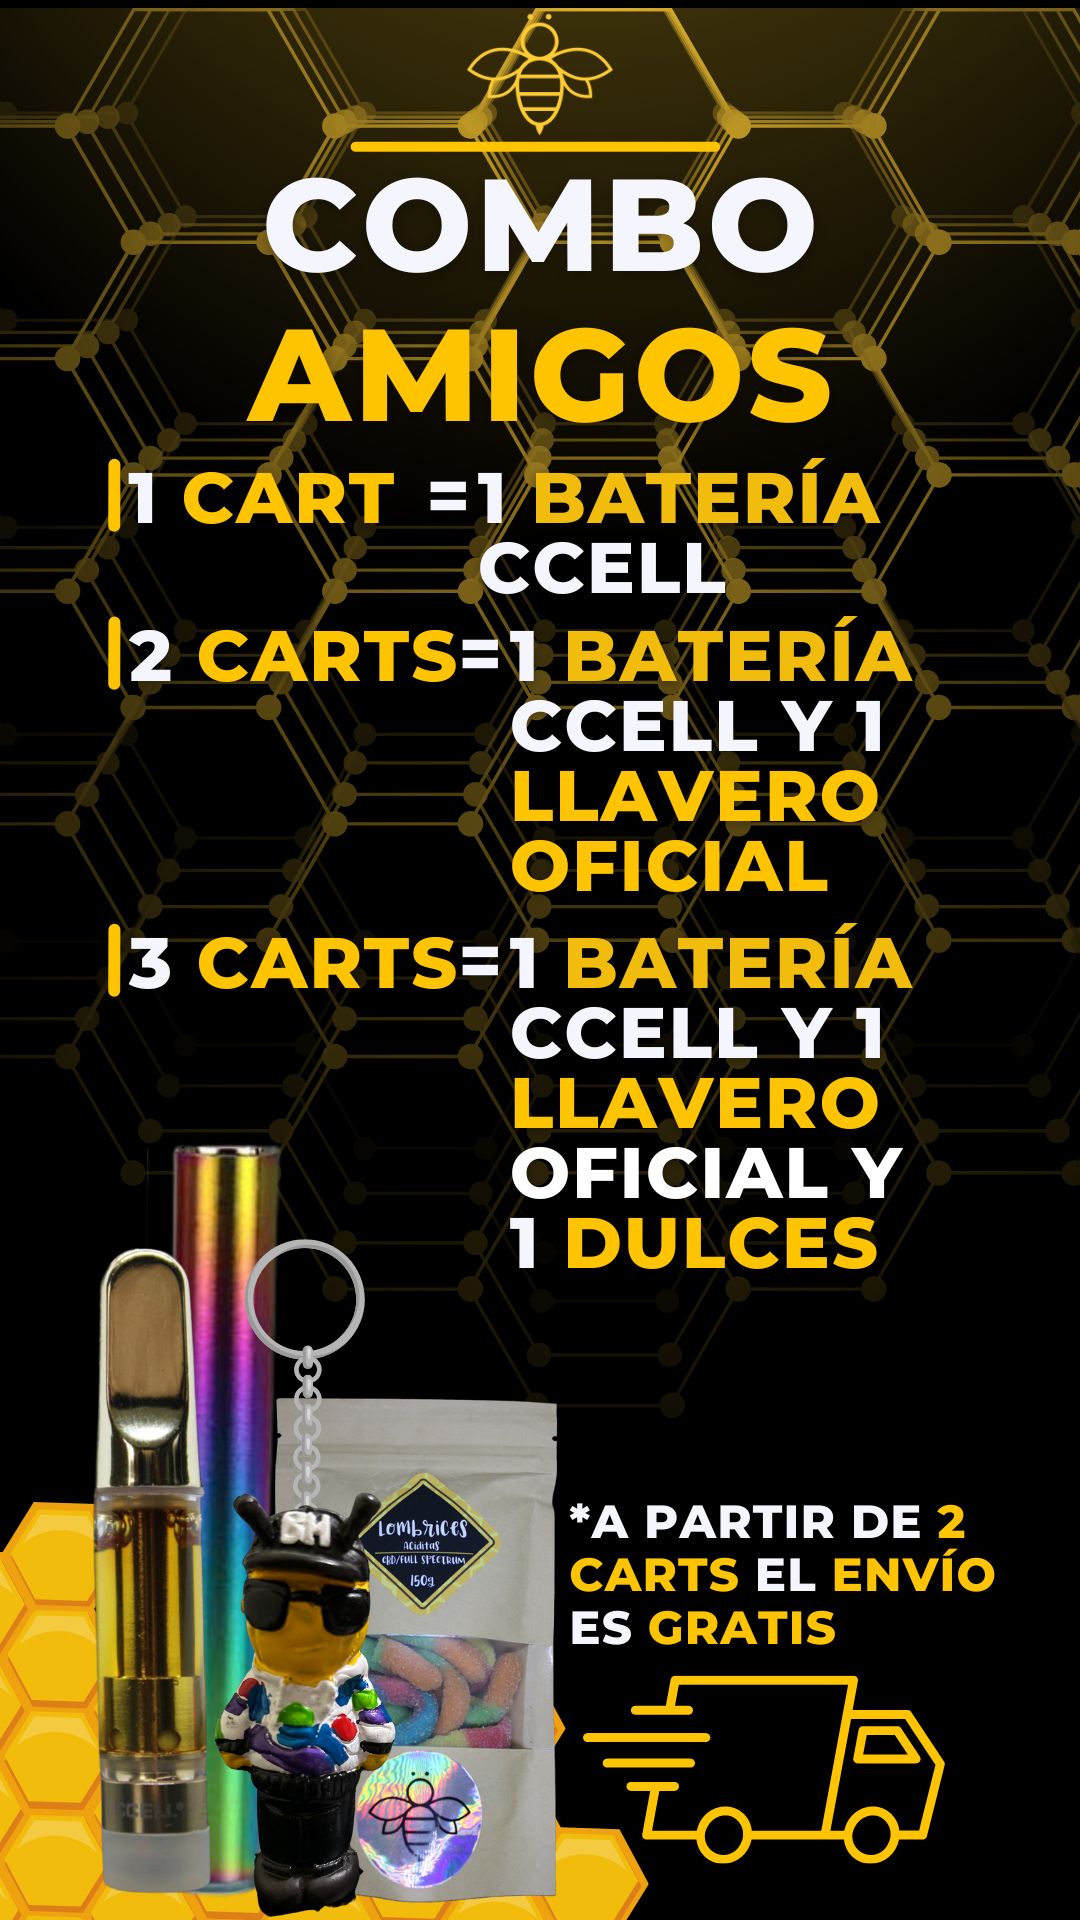 COMBO
AMIGOS
1 CART =1 BATERÍA
CCELL
2 CARTS=1 BATERÍA
CCELL Y 1
LLAVERO
OFICIAL
3 CARTS=1 BATERÍA
CCELL Y 1
LLAVERO
OFICIAL Y
1 DULCES
*A PARTIR DE 2
CARTS EL ENVÍO
ES GRATIS
Lombrices
Aciditas
CBD/FULL SPECTRUM
150g
CCELL